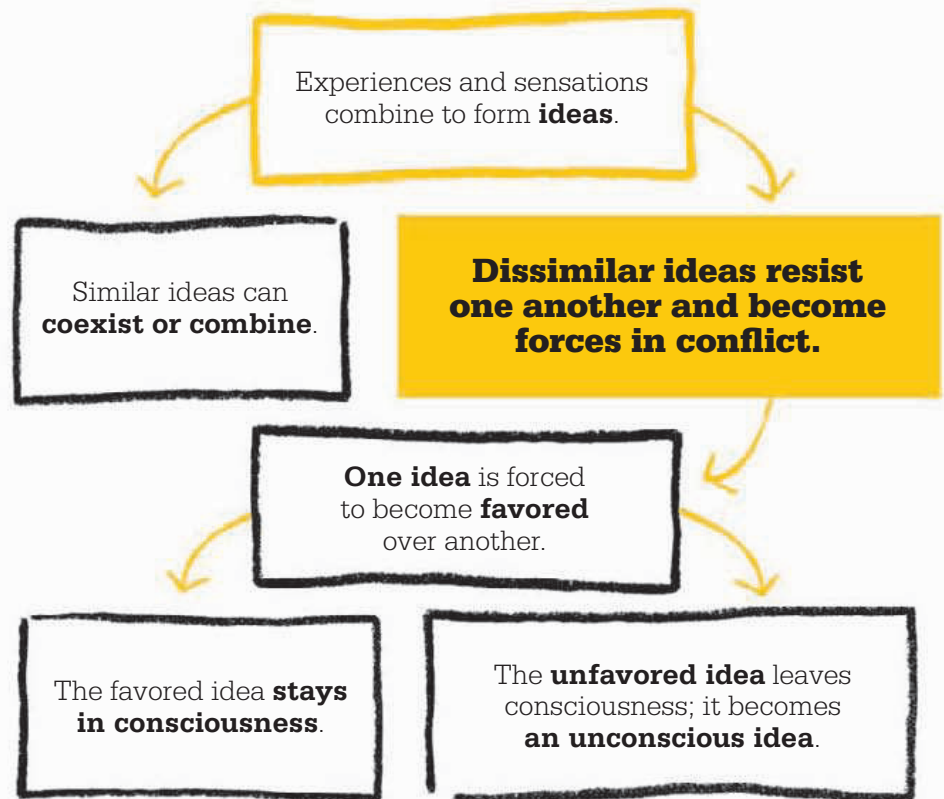 Experiences and sensations
combine to form ideas.
Similar ideas can
coexist or combine.
Dissimilar ideas resist
one another and become
forces in conflict.
One idea is forced
to become favored
over another.
The favored idea stays
in consciousness.
The unfavored idea leaves
consciousness; it becomes
an unconscious idea.